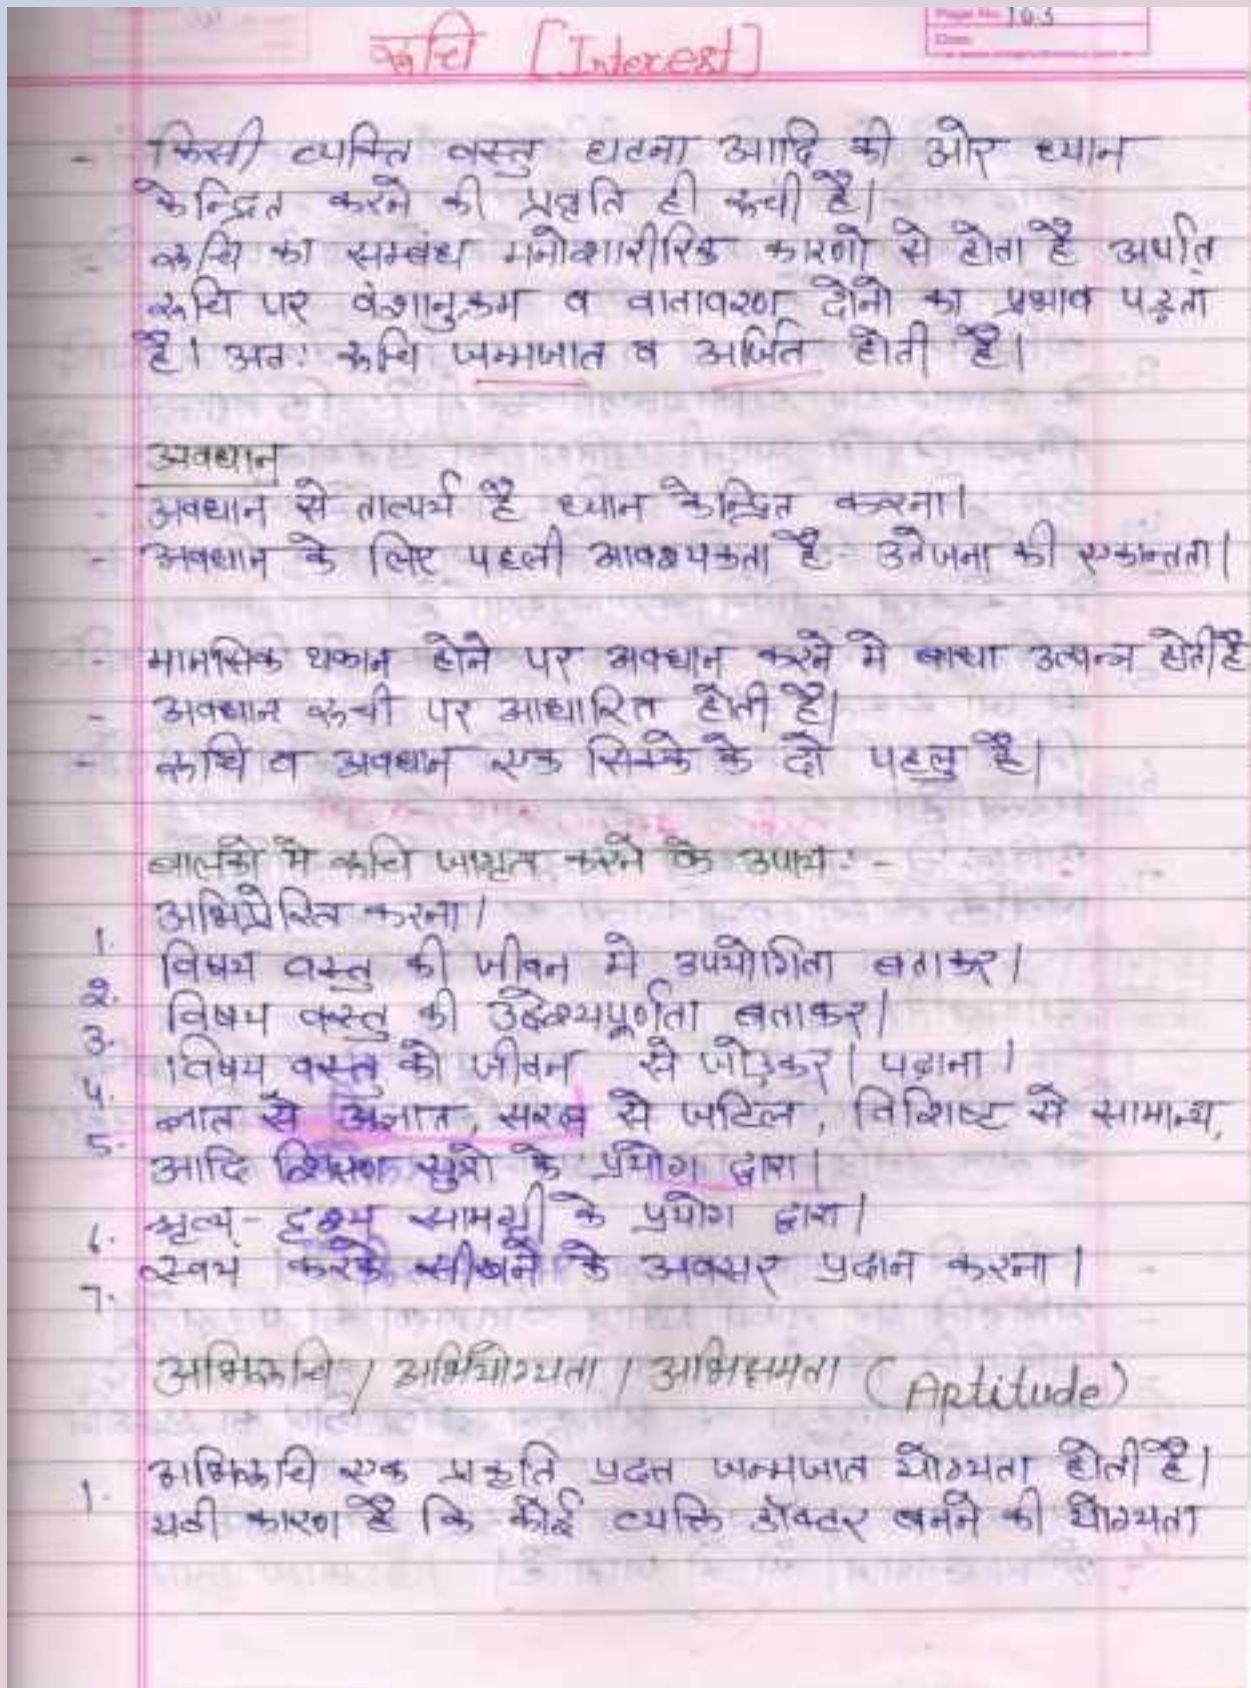 Page No. 163
Date:
रूचि [Interest]
- किसी व्यक्ति वस्तु घटना आदि की ओर ध्यान
केन्द्रित करने की प्रवृति ही रूची है।
- रूचि का सम्बंध मनोशारीरिक कारणो से होता है अर्थात्
रूचि पर वंशानुक्रम व वातावरण दोनो का प्रभाव पड़ता
है। अतः रूचि जन्मजात व अर्जित होती है।
अवधान
- अवधान से तात्पर्य है ध्यान केन्द्रित करना।
- अवधान के लिए पहली आवश्यकता है - उतेजना की एकान्तता।
- मानसिक थकान होने पर अवधान करने मे बाधा उत्पन्न होती है
- अवधान रूची पर आधारित होती है।
- रूचि व अवधान एक सिक्के के दो पहलु है।
बालको मे रूचि जागृत करने के उपाय :-
1. अभिप्रेरित करना।
2. विषय वस्तु की जीवन मे उपयोगिता बताकर।
3. विषय वस्तु की उद्देश्यपूर्णता बताकर।
4. विषय वस्तु को जीवन से जोड़कर। पढ़ाना।
5. ज्ञात से अज्ञात, सरल से जटिल, विशिष्ट से सामान्य,
आदि शिक्षण सुत्रो के प्रयोग द्वारा।
6. श्रृव्य - दृश्य सामग्री के प्रयोग द्वारा।
7. स्वयं करके सीखने के अवसर प्रदान करना।
अभिरूचि / अभियोग्यता / अभिक्षमता (Aptitude)
1. अभिरूचि एक प्रकृति प्रदत जन्मजात योग्यता होती है।
यही कारण है कि कोई व्यक्ति डॉक्टर बनने की योग्यता